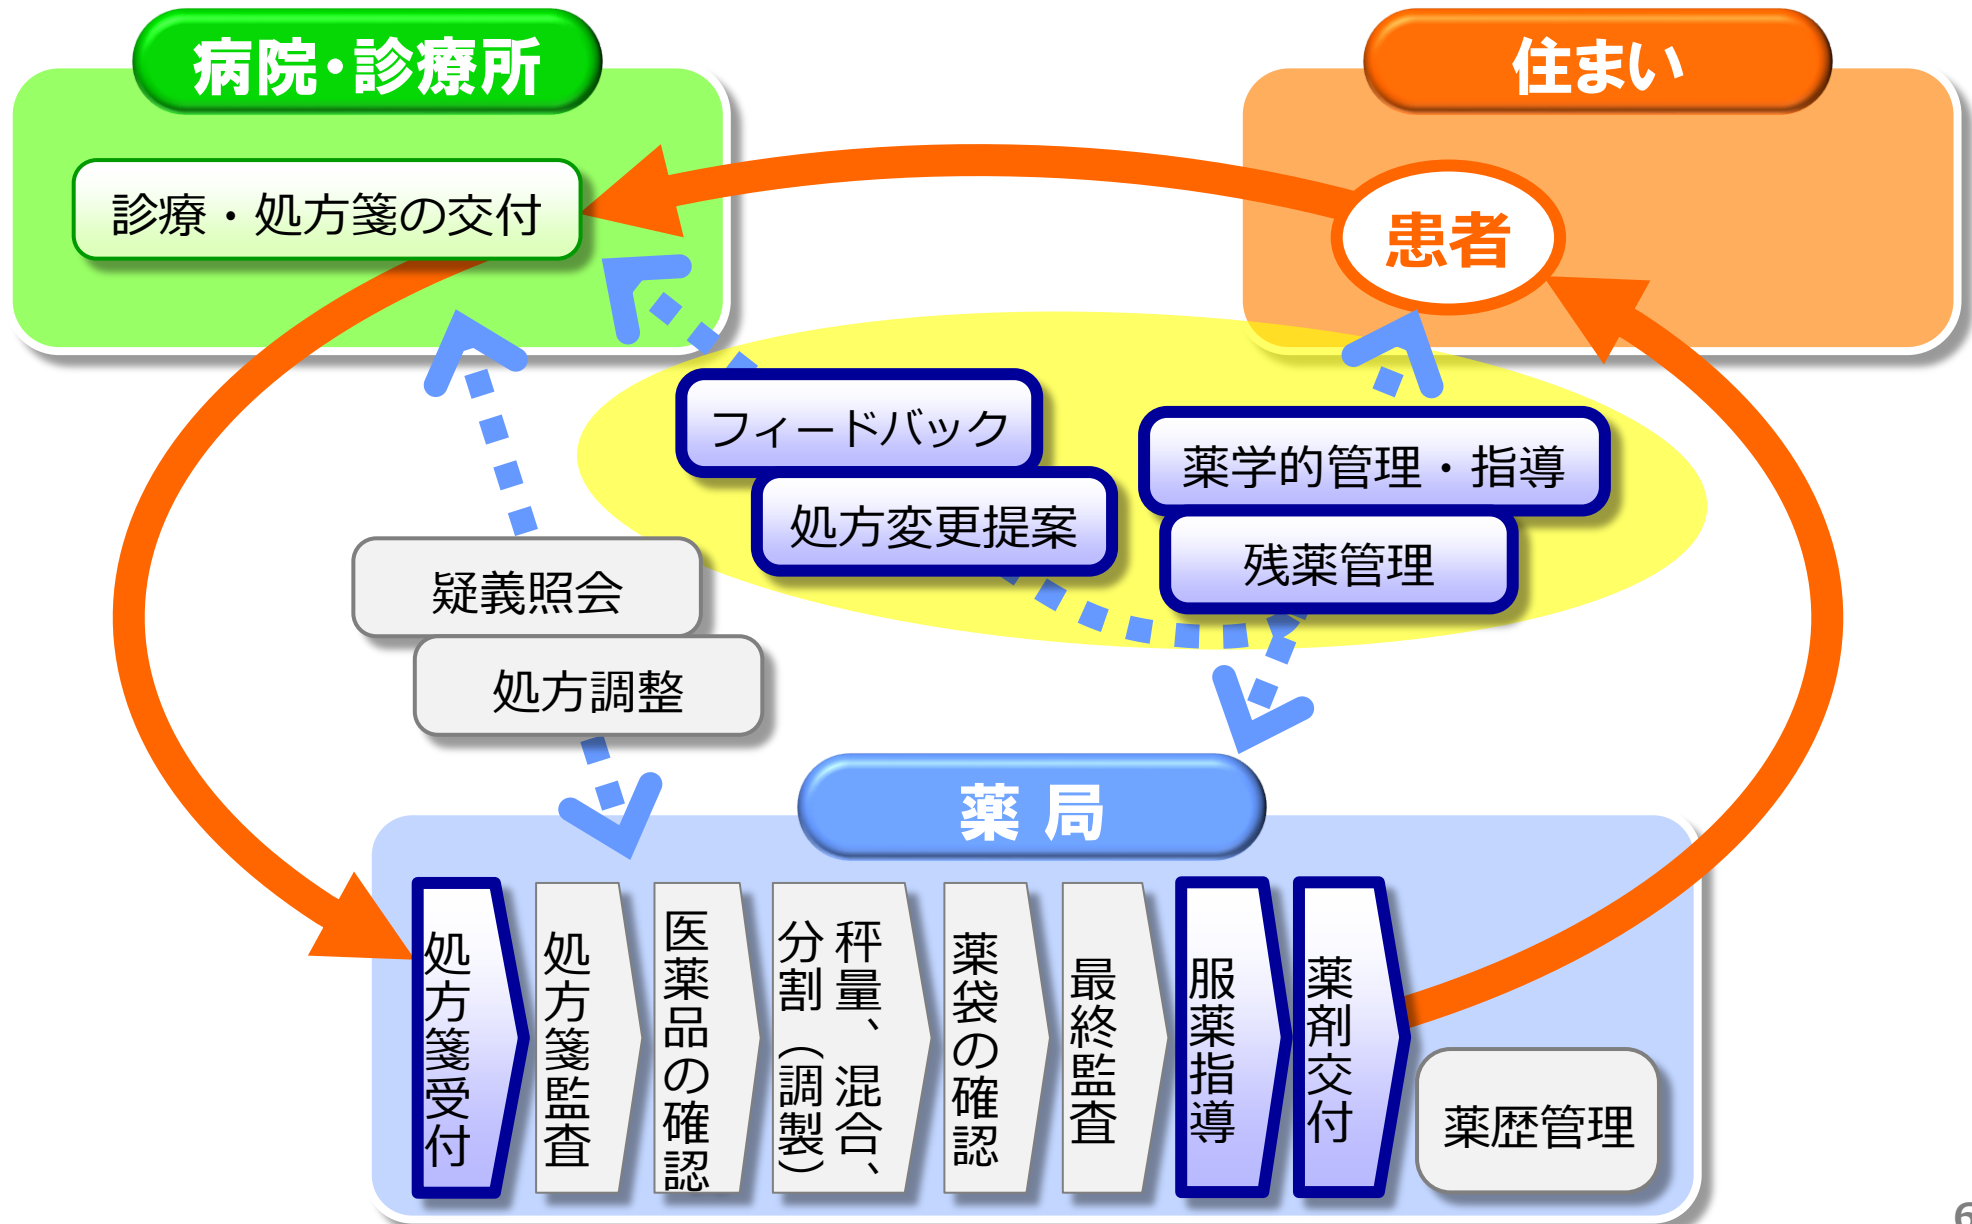 病院・診療所
住まい
診療・処方箋の交付
患者
フィードバック
処方変更提案
薬学的管理・指導
残薬管理
疑義照会
処方調整
薬 局
処方箋受付
処方箋監査
医薬品の確認
秤量、混合、
分割（調製）
薬袋の確認
最終監査
服薬指導
薬剤交付
薬歴管理
6